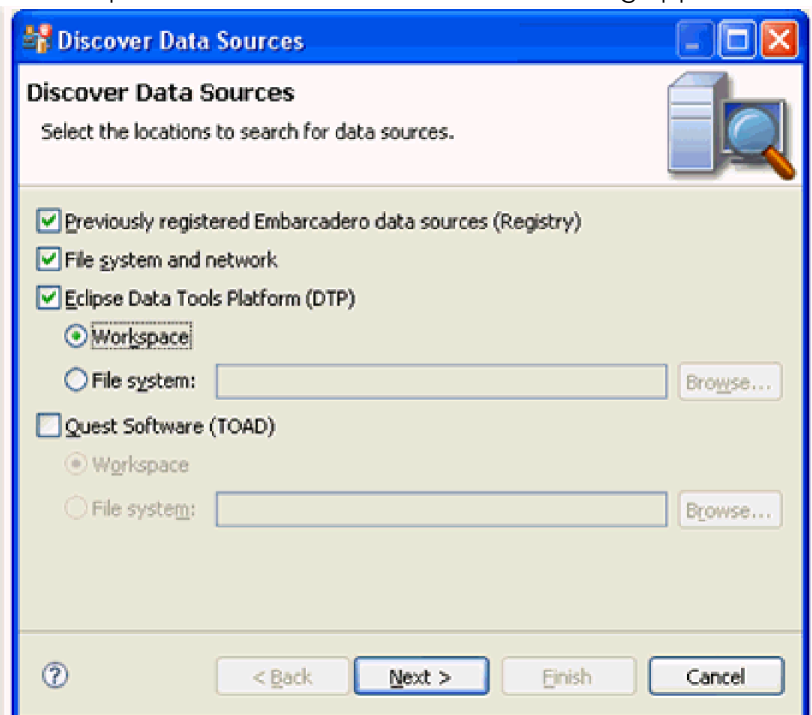 Discover Data Sources
Discover Data Sources
Select the locations to search for data sources.
Previously registered Embarcadero data sources (Registry)
File system and network
Eclipse Data Tools Platform (DTP)
Workspace
File system:
Browse...
Quest Software (TOAD)
Workspace
File system:
Browse...
?
< Back
Next >
Finish
Cancel